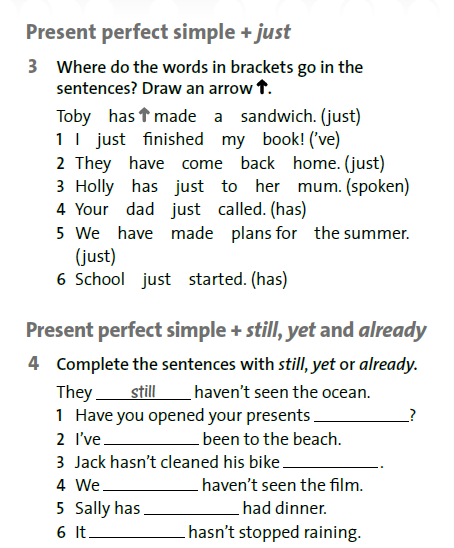 Present perfect simple + just
3 Where do the words in brackets go in the
sentences? Draw an arrow ↑.
Toby has ↑ made a sandwich. (just)
1 I just finished my book! (’ve)
2 They have come back home. (just)
3 Holly has just to her mum. (spoken)
4 Your dad just called. (has)
5 We have made plans for the summer.
(just)
6 School just started. (has)
Present perfect simple + still, yet and already
4 Complete the sentences with still, yet or already.
They still haven’t seen the ocean.
1 Have you opened your presents ________?
2 I’ve ________ been to the beach.
3 Jack hasn’t cleaned his bike ________.
4 We ________ haven’t seen the film.
5 Sally has ________ had dinner.
6 It ________ hasn’t stopped raining.